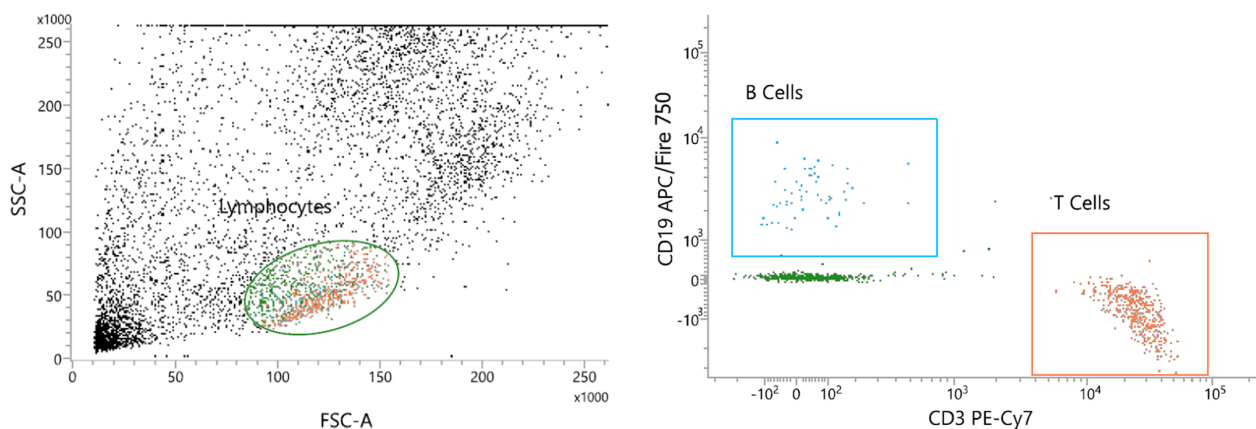 x1000
250
200
150
100
50
0
SSC-A
Lymphocytes
0
50
100
150
200
250
x1000
FSC-A
10⁵
10⁴
10³
0
-10³
CD19 APC/Fire 750
B Cells
T Cells
-10² 0 10² 10³ 10⁴ 10⁵
CD3 PE-Cy7